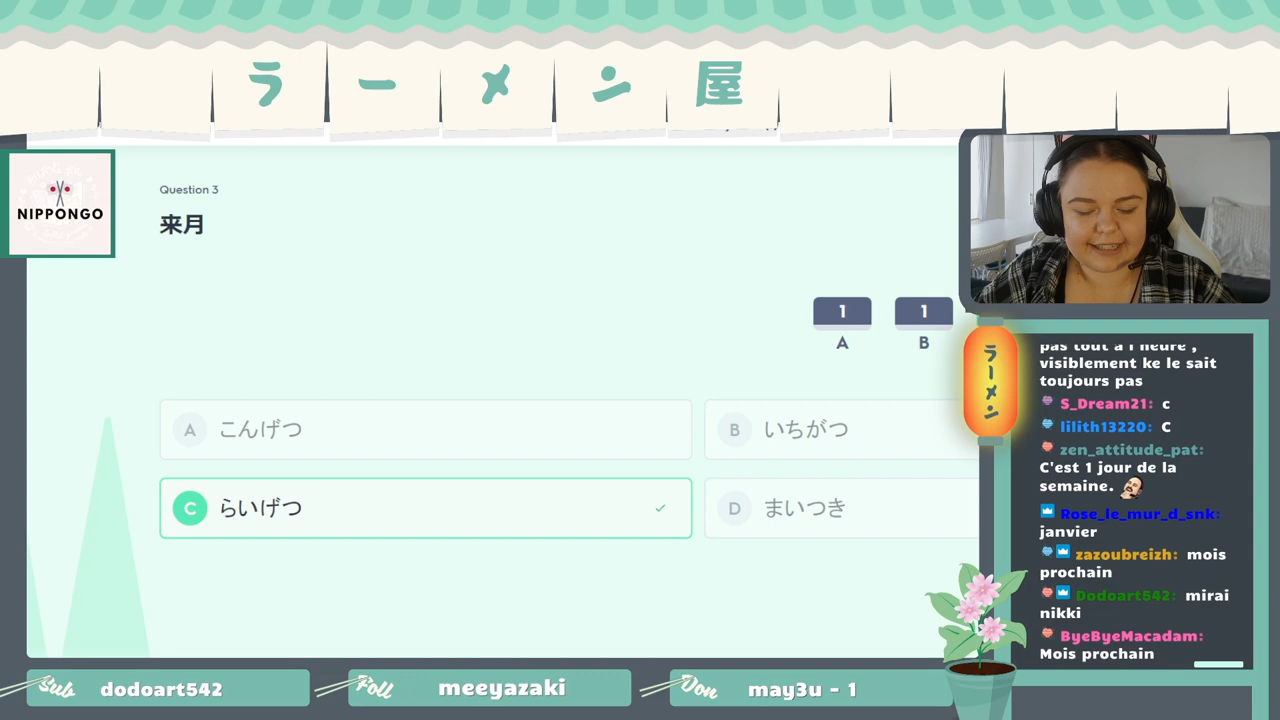 ラーメン屋
NIPPONGO
Question 3
来月
1
A
1
B
A こんげつ
B いちがつ
C らいげつ
D まいつき
ラーメン
pas tout à l'heure ,
visiblement ke le sait
toujours pas
S_Dream21: c
lilith13220: C
zen_attitude_pat:
C'est 1 jour de la
semaine.
Rose_le_mur_d_snk:
janvier
zazoubreizh: mois
prochain
Dodoart542: mirai
nikki
ByeByeMacadam:
Mois prochain
Sub dodoart542
Foll meeyazaki
Don may3u - 1